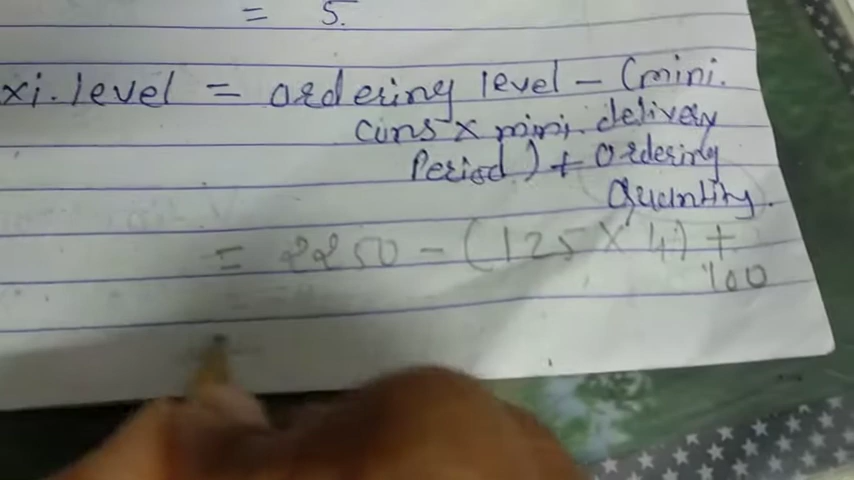 = 5.
xi. level = ordering level - (mini.
cons x mini. delivery
Period) + ordering
Quantity.
= 2250 - (125 x 4) +
100